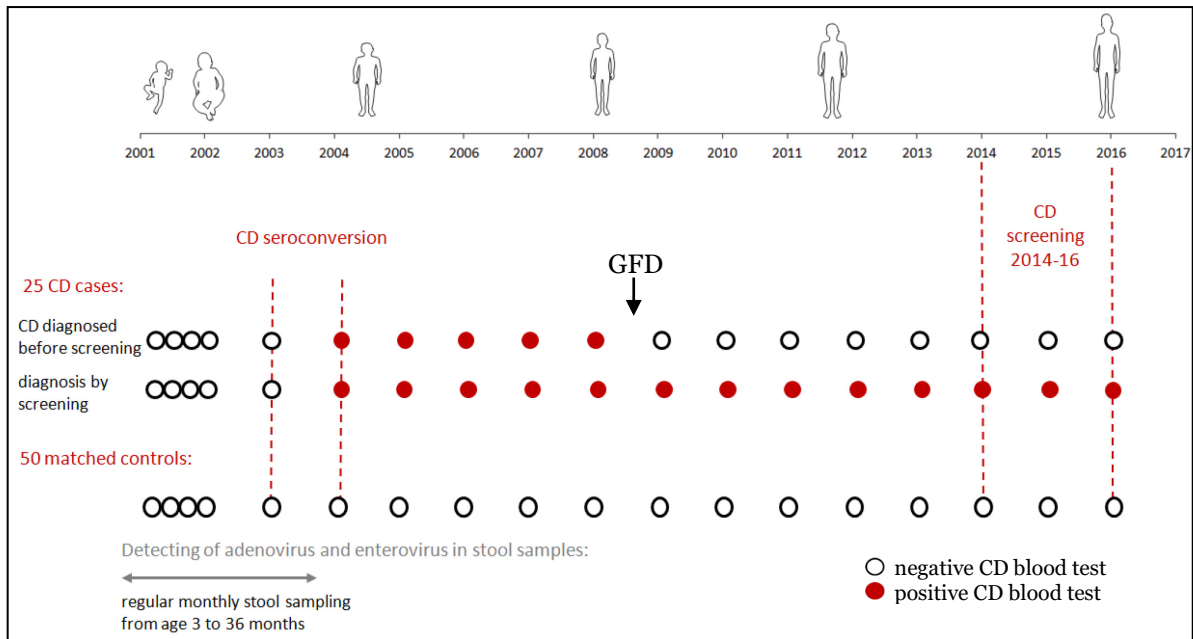 2001 2002 2003 2004 2005 2006 2007 2008 2009 2010 2011 2012 2013 2014 2015 2016 2017
CD
screening
2014-16
CD seroconversion
GFD
25 CD cases:
CD diagnosed
before screening
diagnosis by
screening
50 matched controls:
Detecting of adenovirus and enterovirus in stool samples:
regular monthly stool sampling
from age 3 to 36 months
negative CD blood test
positive CD blood test